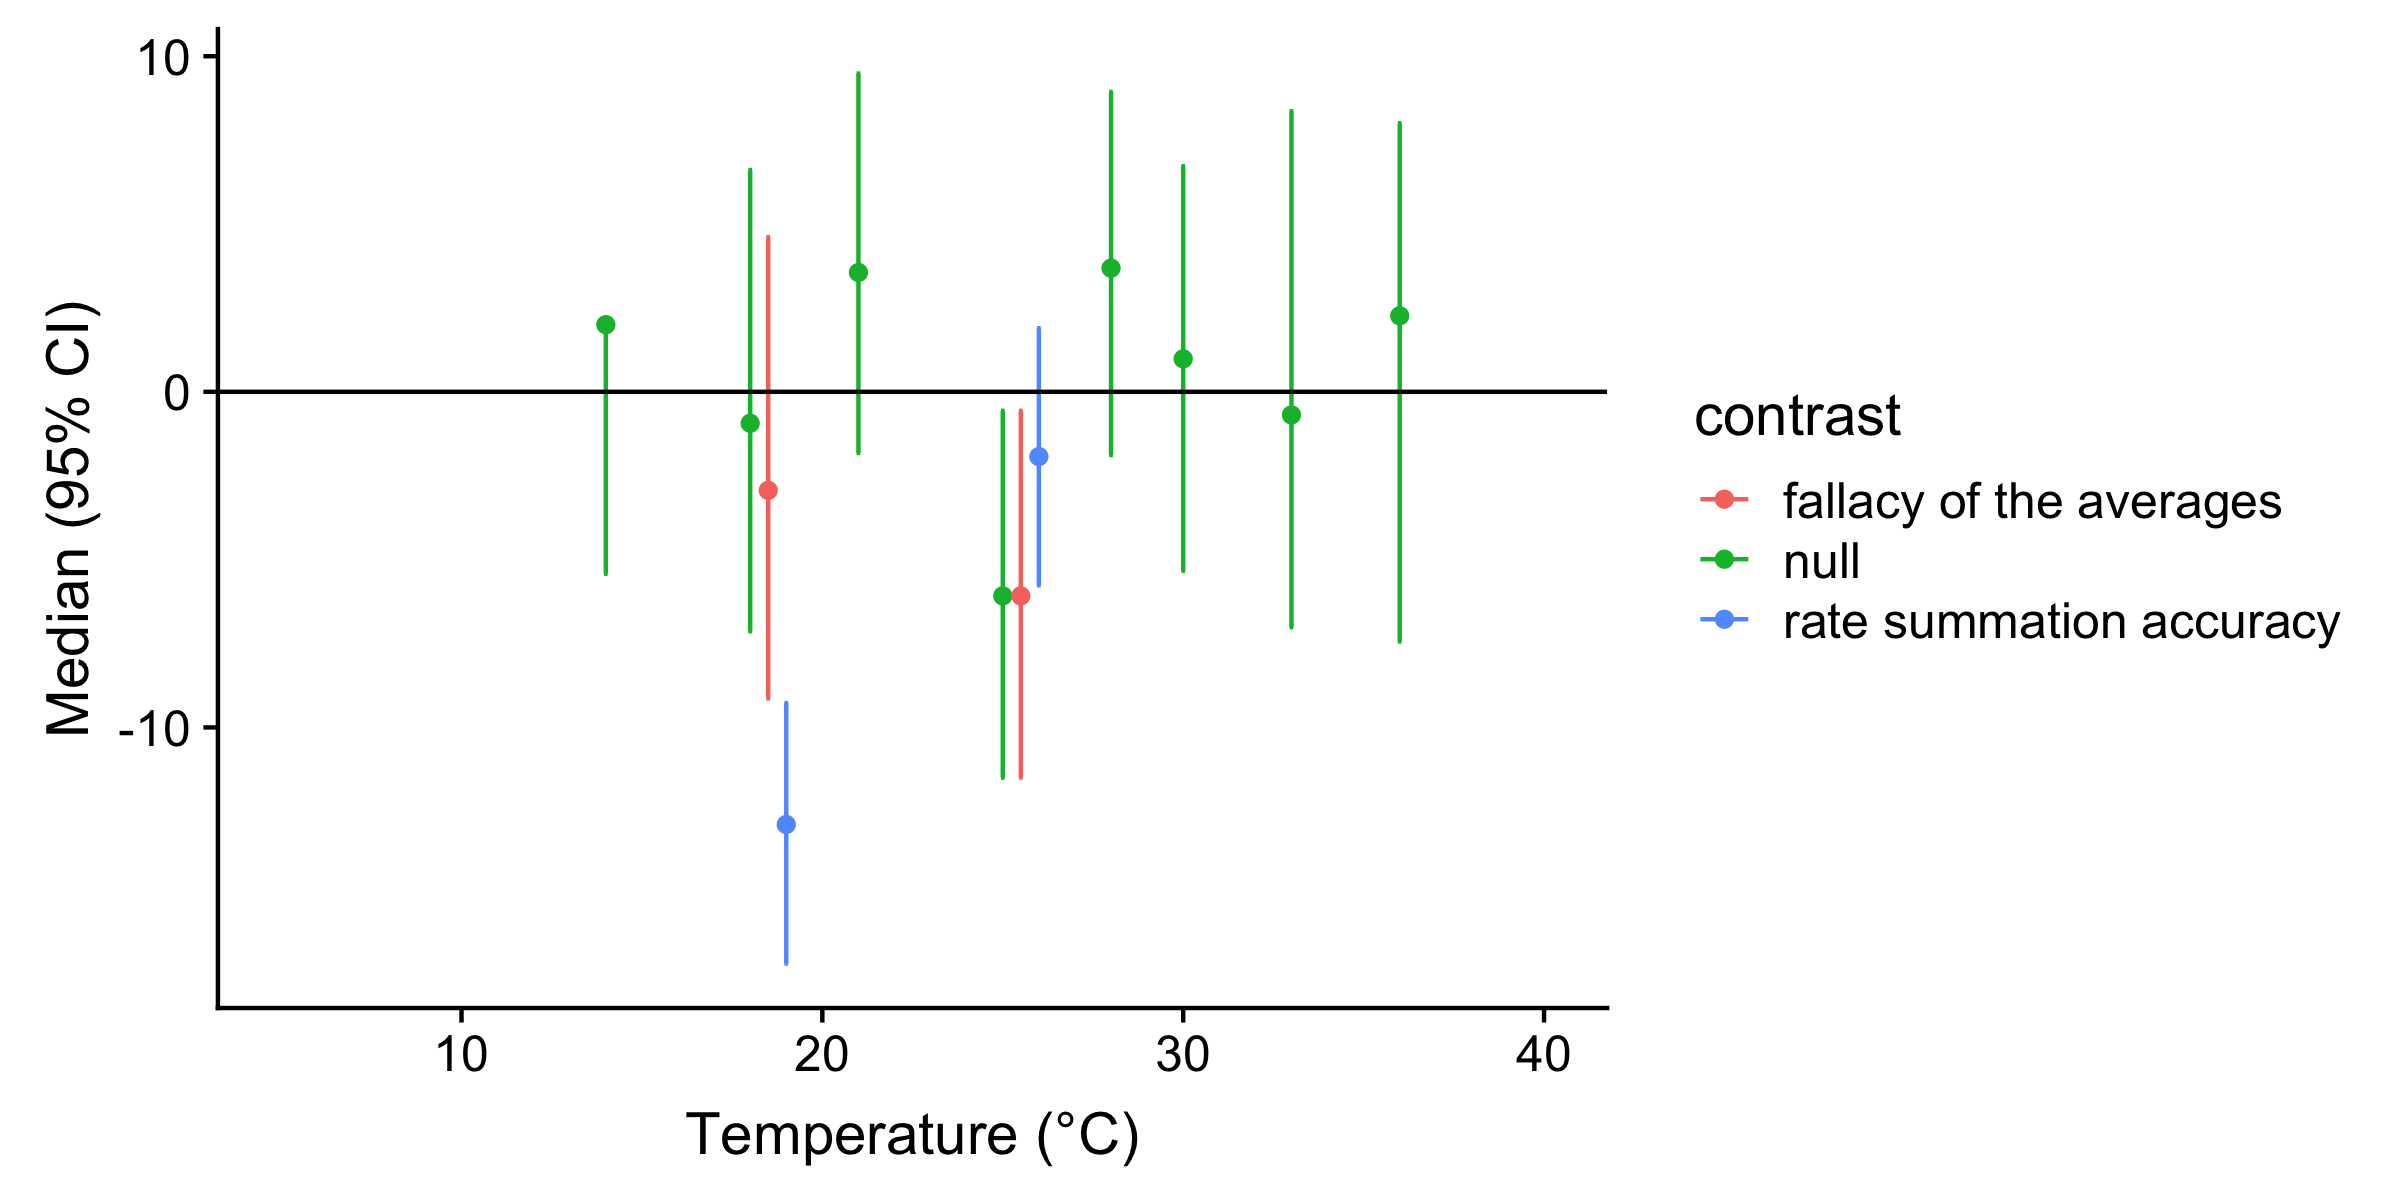 10
0
-10
Median (95% CI)
10 20 30 40
Temperature (°C)
contrast
fallacy of the averages
null
rate summation accuracy